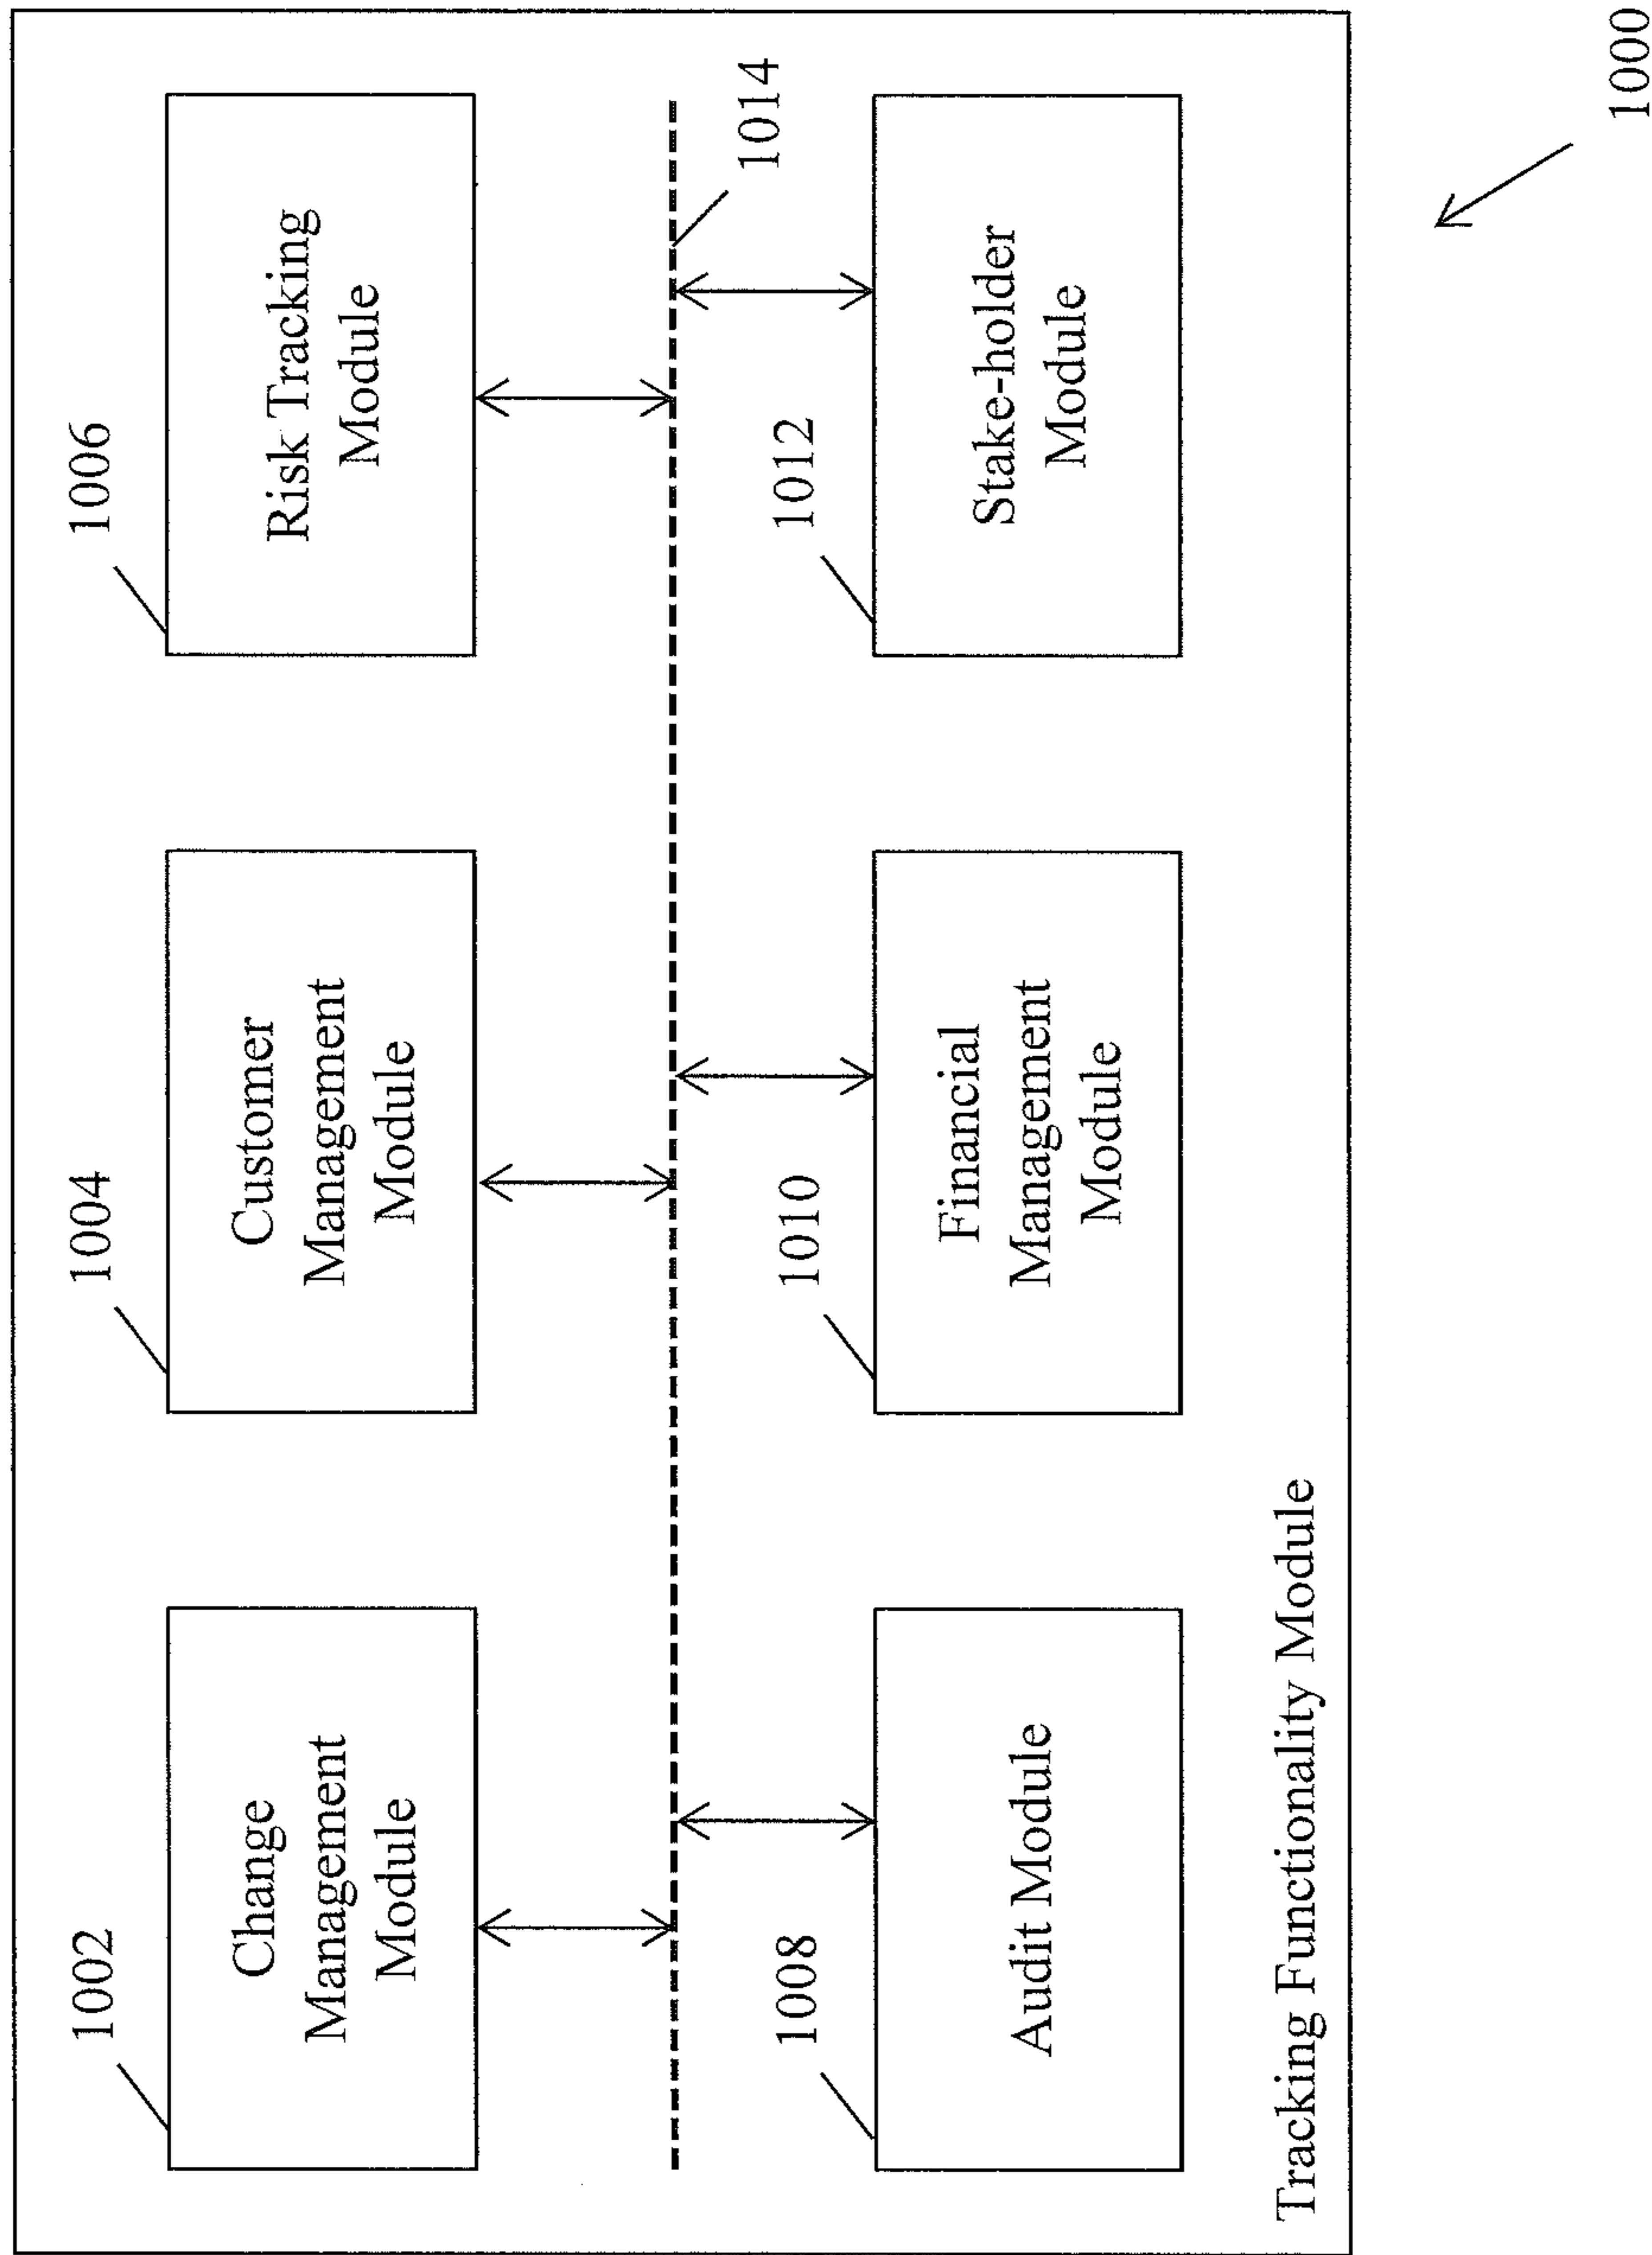 1002
Change
Management
Module
1004
Customer
Management
Module
1006
Risk Tracking
Module
1014
1008
Audit Module
1010
Financial
Management
Module
1012
Stake-holder
Module
Tracking Functionality Module
1000